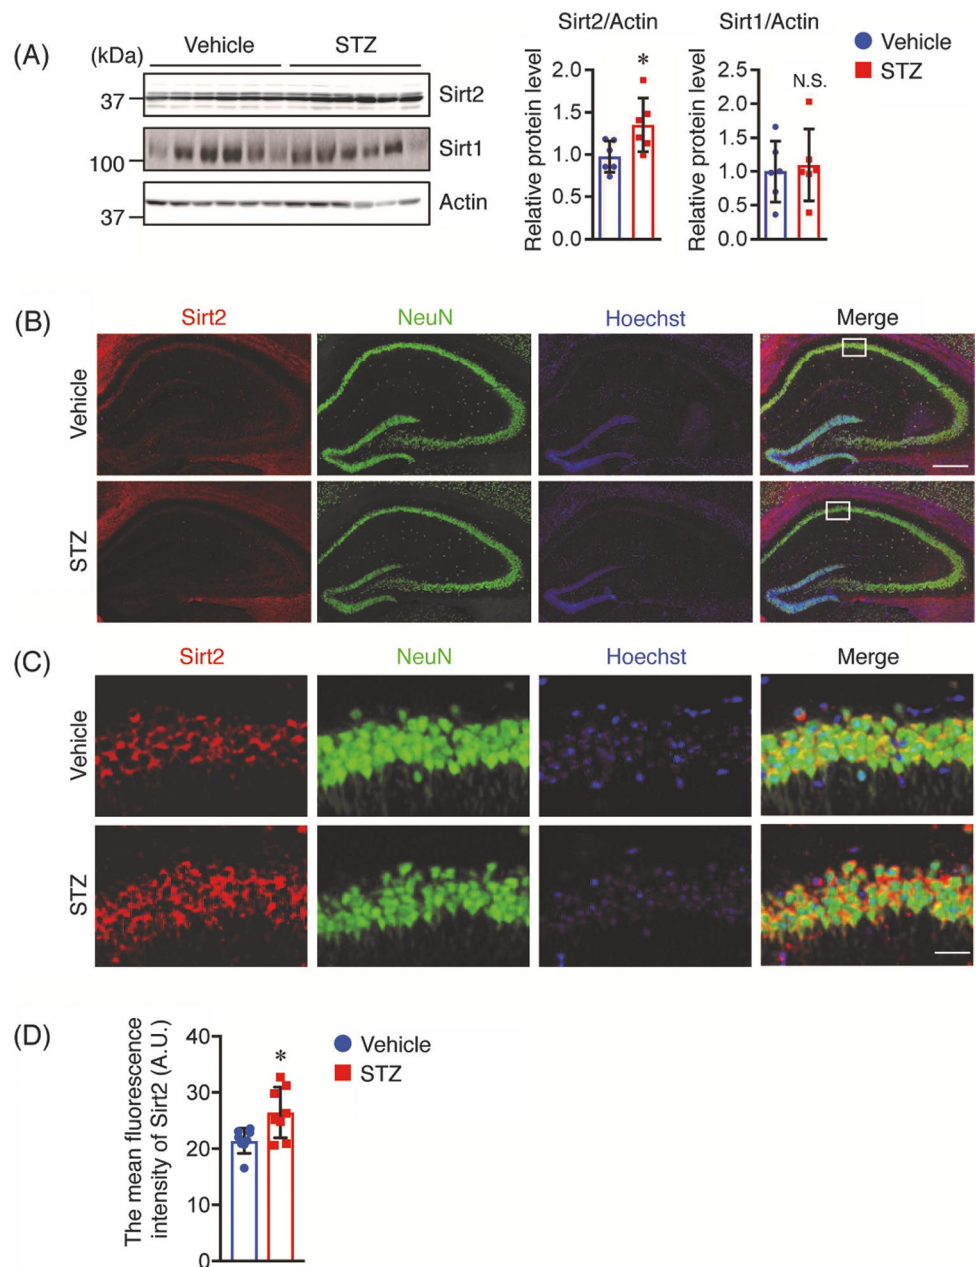 (A)
(kDa)
Vehicle
STZ
37
Sirt2
100
Sirt1
37
Actin
Sirt2/Actin
Relative protein level
2.0
1.5
1.0
0.5
0.0
*
Sirt1/Actin
Relative protein level
2.5
2.0
1.5
1.0
0.5
0.0
N.S.
Vehicle
STZ
(B)
Sirt2
NeuN
Hoechst
Merge
Vehicle
STZ
(C)
Sirt2
NeuN
Hoechst
Merge
Vehicle
STZ
(D)
The mean fluorescence
intensity of Sirt2 (A.U.)
40
30
20
10
0
*
Vehicle
STZ